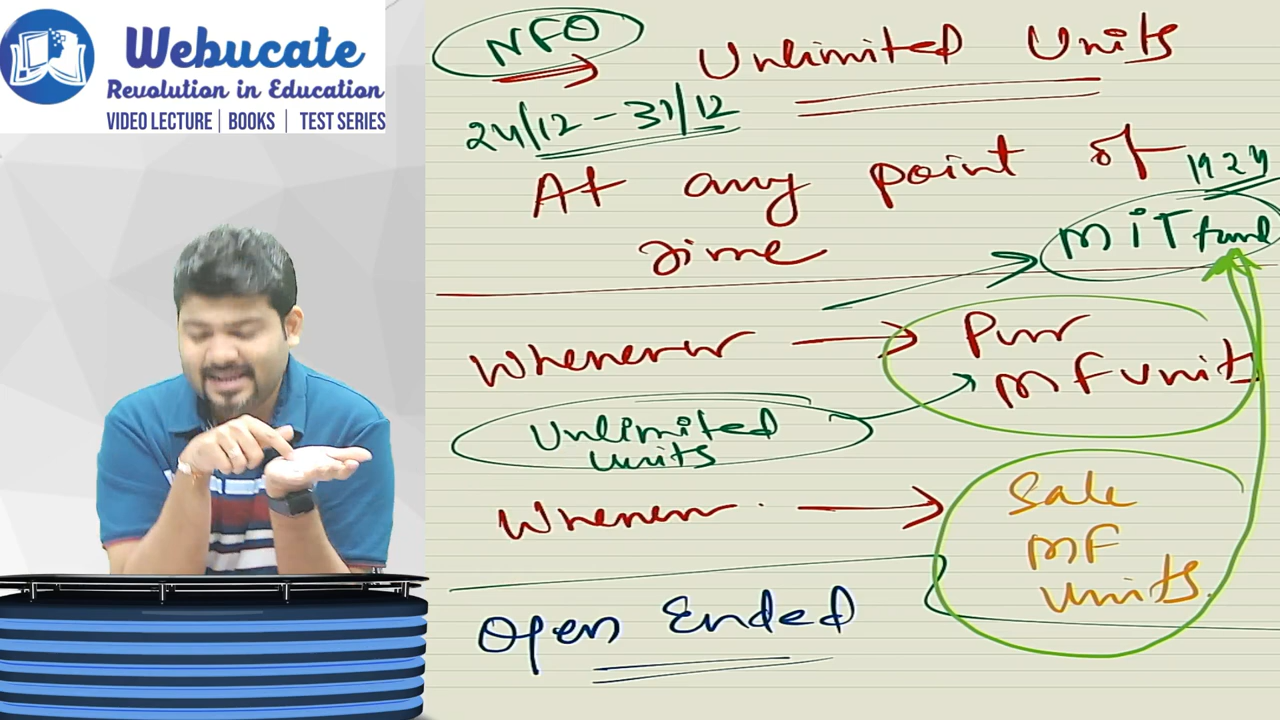 Webucate
Revolution in Education
VIDEO LECTURE | BOOKS | TEST SERIES
NFO
Unlimited Units
24/12 - 31/12
At any point of
time
1924
MIT fund
Whenever
Purr
MF units
Unlimited
units
Whenever
Sale
MF
units.
Open Ended